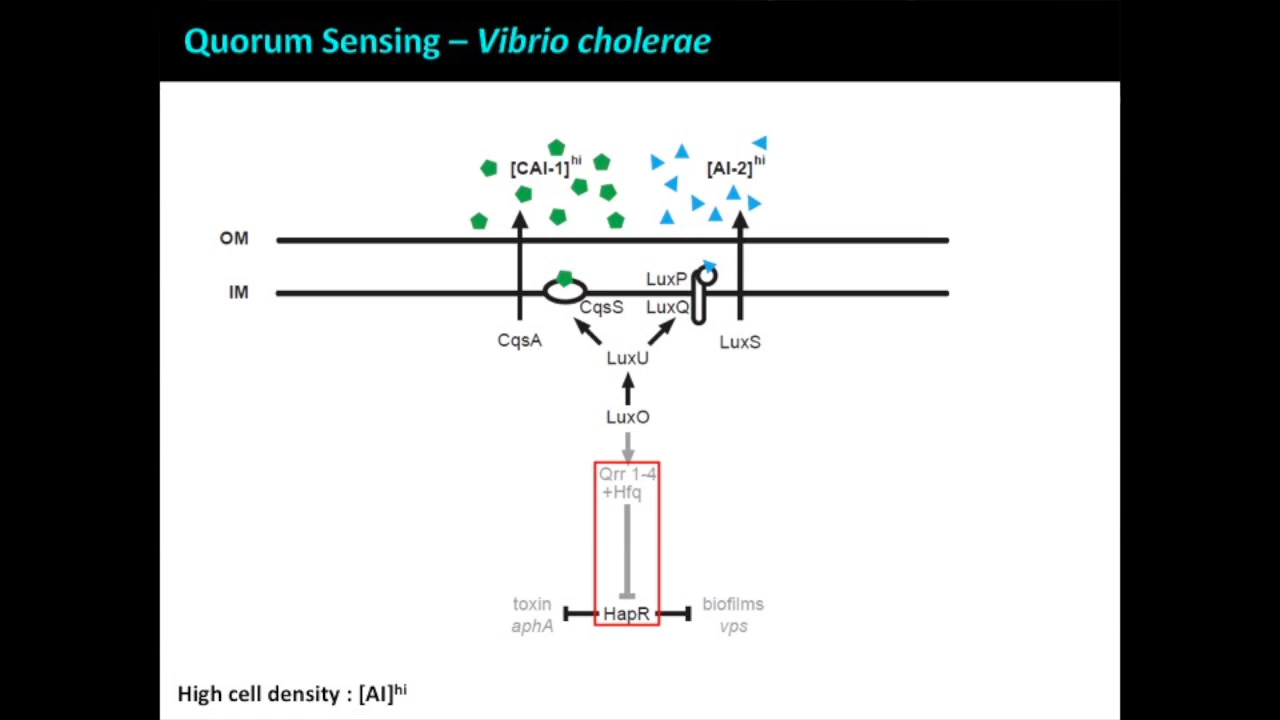 Quorum Sensing – Vibrio cholerae
[CAI-1]hi
[AI-2]hi
OM
IM
LuxP
CqsS
LuxQ
CqsA
LuxS
LuxU
LuxO
Qrr 1-4
+Hfq
toxin
aphA
HapR
biofilms
vps
High cell density : [AI]hi